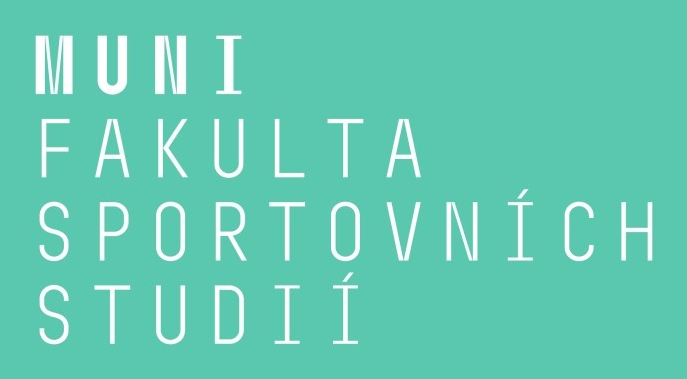 MUNI
FAKULTA
SPORTOVNÍCH
STUDIÍ